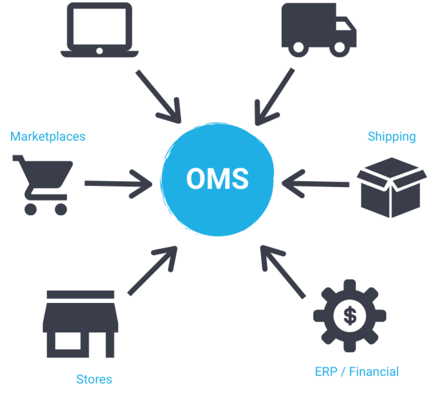 Marketplaces
Shipping
OMS
$
Stores
ERP / Financial